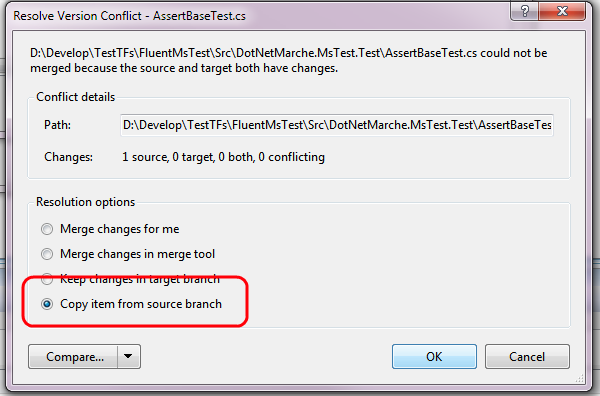 Resolve Version Conflict - AssertBaseTest.cs
D:\Develop\TestTFs\FluentMsTest\Src\DotNetMarche.MsTest.Test\AssertBaseTest.cs could not be
merged because the source and target both have changes.
Conflict details
Path: D:\Develop\TestTFs\FluentMsTest\Src\DotNetMarche.MsTest.Test\AssertBaseTes
Changes: 1 source, 0 target, 0 both, 0 conflicting
Resolution options
Merge changes for me
Merge changes in merge tool
Keep changes in target branch
Copy item from source branch
Compare... OK Cancel